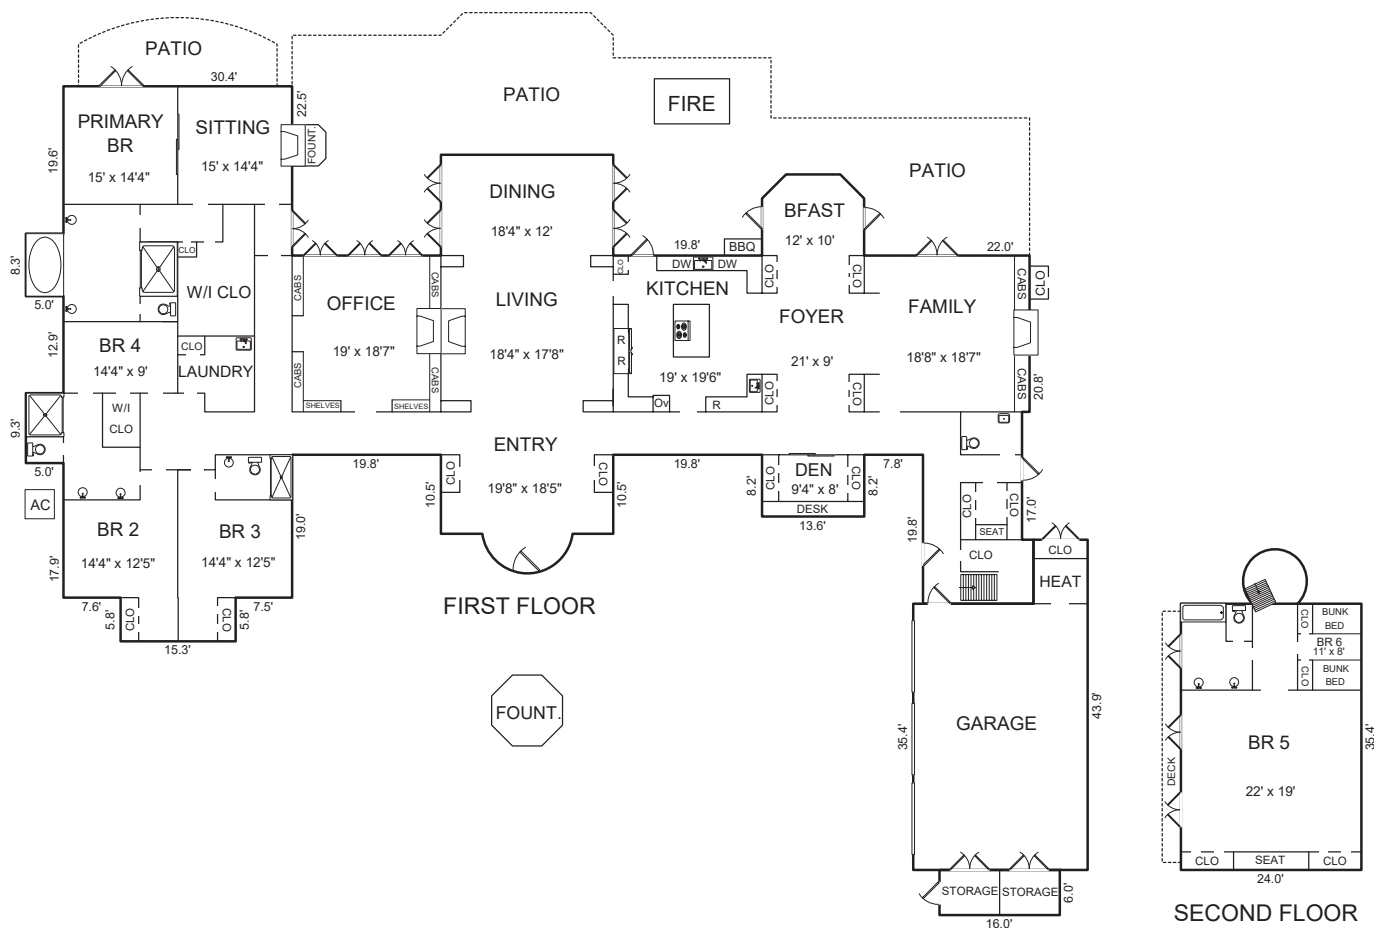 PATIO
30.4'
PRIMARY
BR
15' x 14'4"
SITTING
15' x 14'4"
22.5'
FOUNT.
19.6'
PATIO
FIRE
PATIO
DINING
18'4" x 12'
BFAST
12' x 10'
19.8'
BBQ
22.0'
8.3'
5.0'
CLO
W/I CLO
CABS
OFFICE
19' x 18'7"
CABS
CABS
CABS
SHELVES
SHELVES
LIVING
18'4" x 17'8"
CLO
DW
DW
KITCHEN
R
R
19' x 19'6"
Ov
R
CLO
CLO
FOYER
21' x 9'
CLO
CLO
FAMILY
18'8" x 18'7"
CABS
CLO
CABS
20.8'
12.9'
BR 4
14'4" x 9'
CLO
LAUNDRY
W/I
CLO
9.3'
5.0'
AC
19.8'
ENTRY
19'8" x 18'5"
CLO
CLO
10.5'
10.5'
19.8'
8.2'
CLO
DEN
9'4" x 8'
CLO
DESK
8.2'
13.6'
7.8'
19.8'
CLO
CLO
SEAT
17.0'
CLO
CLO
HEAT
BR 2
14'4" x 12'5"
BR 3
14'4" x 12'5"
19.0'
17.9'
7.6'
5.8'
CLO
CLO
5.8'
7.5'
15.3'
FIRST FLOOR
FOUNT.
GARAGE
35.4'
43.9'
STORAGE
STORAGE
6.0'
16.0'
CLO
BUNK
BED
BR 6
11' x 8'
CLO
BUNK
BED
BR 5
22' x 19'
DECK
35.4'
CLO
SEAT
CLO
24.0'
SECOND FLOOR